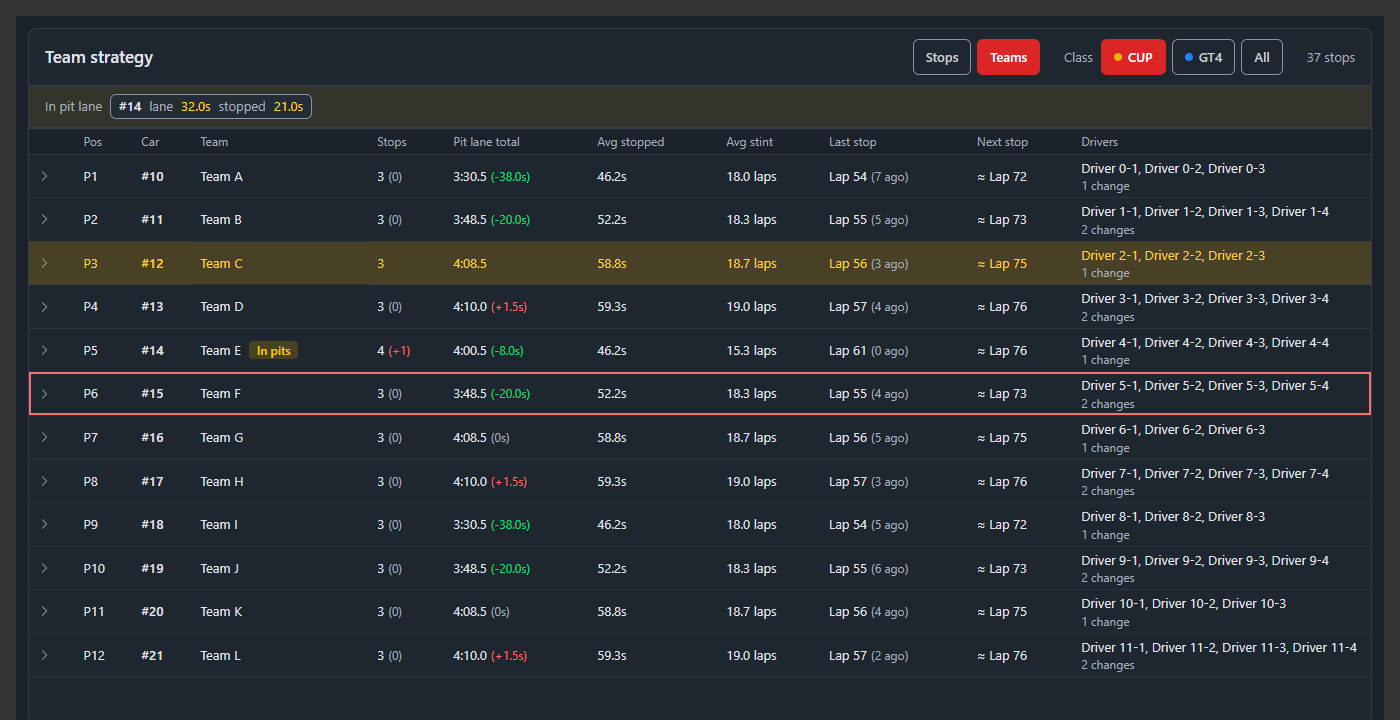 Team strategy Stops Teams Class CUP GT4 All 37 stops
In pit lane #14 lane 32.0s stopped 21.0s
Pos Car Team Stops Pit lane total Avg stopped Avg stint Last stop Next stop Drivers
P1 #10 Team A 3 (0) 3:30.5 (-38.0s) 46.2s 18.0 laps Lap 54 (7 ago) ≈ Lap 72 Driver 0-1, Driver 0-2, Driver 0-3
1 change
P2 #11 Team B 3 (0) 3:48.5 (-20.0s) 52.2s 18.3 laps Lap 55 (5 ago) ≈ Lap 73 Driver 1-1, Driver 1-2, Driver 1-3, Driver 1-4
2 changes
P3 #12 Team C 3 4:08.5 58.8s 18.7 laps Lap 56 (3 ago) ≈ Lap 75 Driver 2-1, Driver 2-2, Driver 2-3
1 change
P4 #13 Team D 3 (0) 4:10.0 (+1.5s) 59.3s 19.0 laps Lap 57 (4 ago) ≈ Lap 76 Driver 3-1, Driver 3-2, Driver 3-3, Driver 3-4
2 changes
P5 #14 Team E In pits 4 (+1) 4:00.5 (-8.0s) 46.2s 15.3 laps Lap 61 (0 ago) ≈ Lap 76 Driver 4-1, Driver 4-2, Driver 4-3, Driver 4-4
1 change
P6 #15 Team F 3 (0) 3:48.5 (-20.0s) 52.2s 18.3 laps Lap 55 (4 ago) ≈ Lap 73 Driver 5-1, Driver 5-2, Driver 5-3, Driver 5-4
2 changes
P7 #16 Team G 3 (0) 4:08.5 (0s) 58.8s 18.7 laps Lap 56 (5 ago) ≈ Lap 75 Driver 6-1, Driver 6-2, Driver 6-3
1 change
P8 #17 Team H 3 (0) 4:10.0 (+1.5s) 59.3s 19.0 laps Lap 57 (3 ago) ≈ Lap 76 Driver 7-1, Driver 7-2, Driver 7-3, Driver 7-4
2 changes
P9 #18 Team I 3 (0) 3:30.5 (-38.0s) 46.2s 18.0 laps Lap 54 (5 ago) ≈ Lap 72 Driver 8-1, Driver 8-2, Driver 8-3
1 change
P10 #19 Team J 3 (0) 3:48.5 (-20.0s) 52.2s 18.3 laps Lap 55 (6 ago) ≈ Lap 73 Driver 9-1, Driver 9-2, Driver 9-3, Driver 9-4
2 changes
P11 #20 Team K 3 (0) 4:08.5 (0s) 58.8s 18.7 laps Lap 56 (4 ago) ≈ Lap 75 Driver 10-1, Driver 10-2, Driver 10-3
1 change
P12 #21 Team L 3 (0) 4:10.0 (+1.5s) 59.3s 19.0 laps Lap 57 (2 ago) ≈ Lap 76 Driver 11-1, Driver 11-2, Driver 11-3, Driver 11-4
2 changes